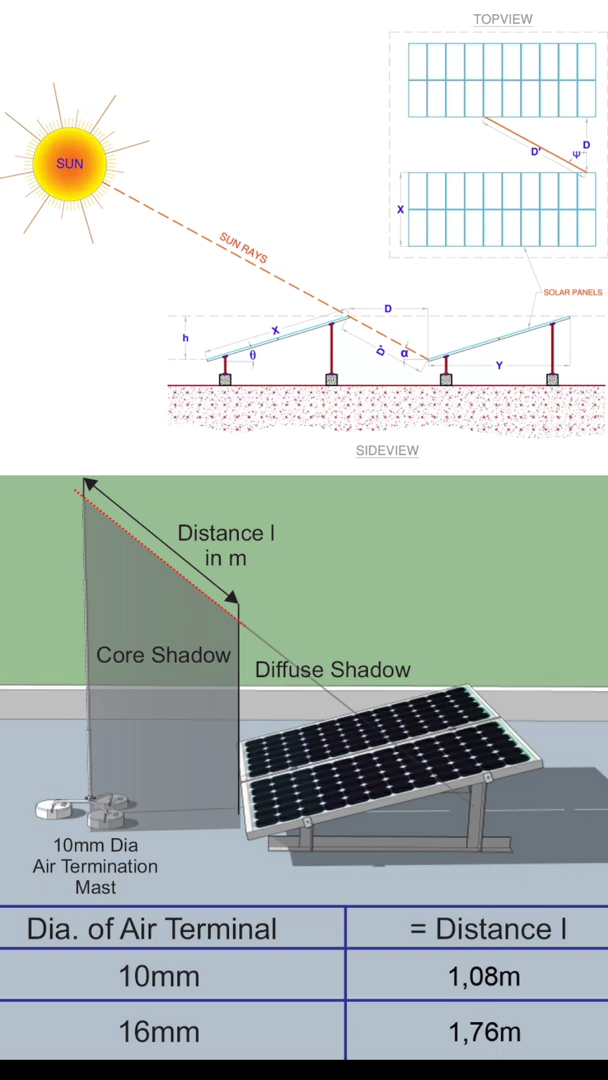 TOPVIEW
D
D'
Ψ
X
SUN
SUN RAYS
SOLAR PANELS
D
h
X
θ
D'
α
Y
SIDEVIEW
Distance l
in m
Core Shadow
Diffuse Shadow
10mm Dia
Air Termination
Mast
Dia. of Air Terminal
= Distance l
10mm
1,08m
16mm
1,76m